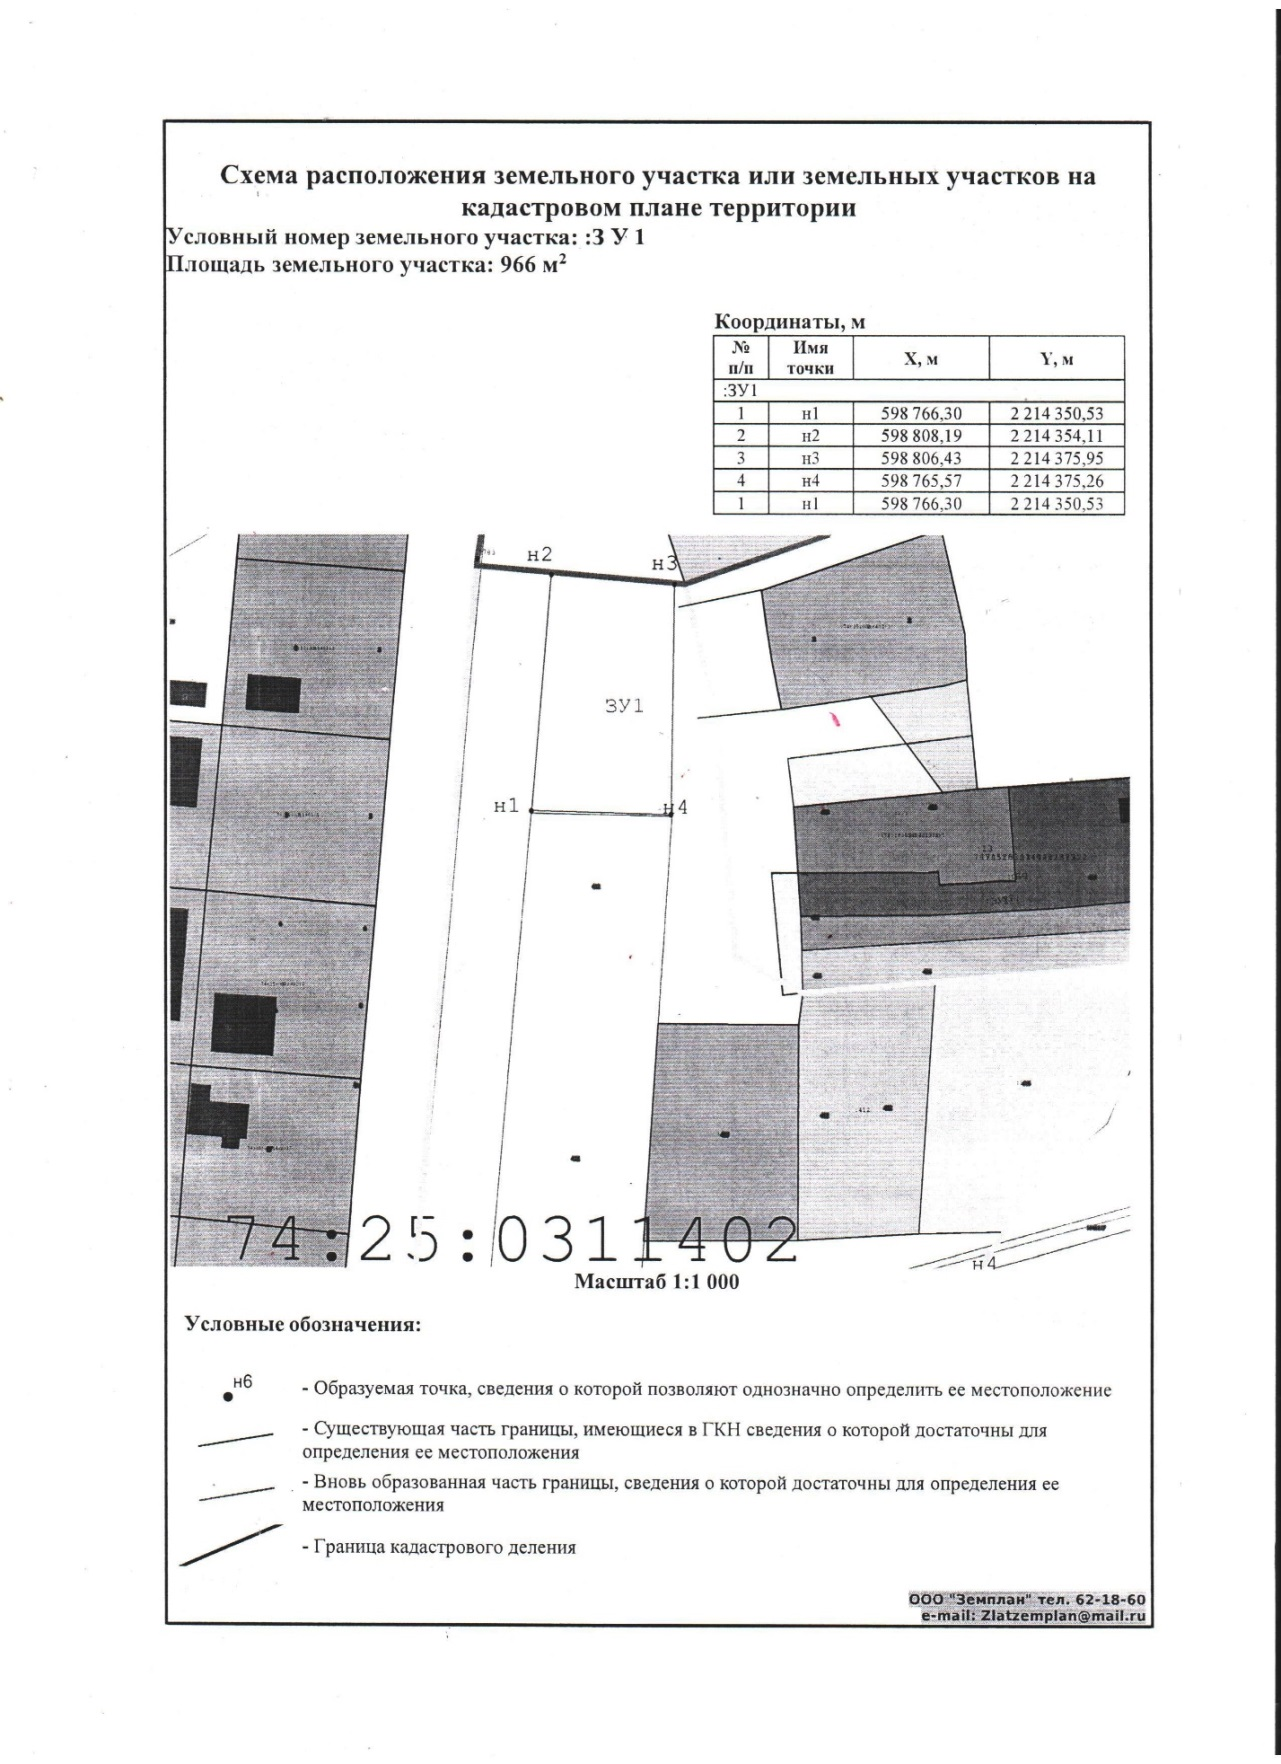 Схема расположения земельного участка или земельных участков на
кадастровом плане территории
Условный номер земельного участка: :З У 1
Площадь земельного участка: 966 м²
Координаты, м
№ п/п Имя точки X, м Y, м
:ЗУ1
1 н1 598 766,30 2 214 350,53
2 н2 598 808,19 2 214 354,11
3 н3 598 806,43 2 214 375,95
4 н4 598 765,57 2 214 375,26
1 н1 598 766,30 2 214 350,53
н2
н3
ЗУ1
н1
н4
74:25:0311402
н4
Масштаб 1:1 000
Условные обозначения:
н6
- Образуемая точка, сведения о которой позволяют однозначно определить ее местоположение
- Существующая часть границы, имеющиеся в ГКН сведения о которой достаточны для
определения ее местоположения
- Вновь образованная часть границы, сведения о которой достаточны для определения ее
местоположения
- Граница кадастрового деления
ООО "Земплан" тел. 62-18-60
e-mail: Zlatzemplan@mail.ru